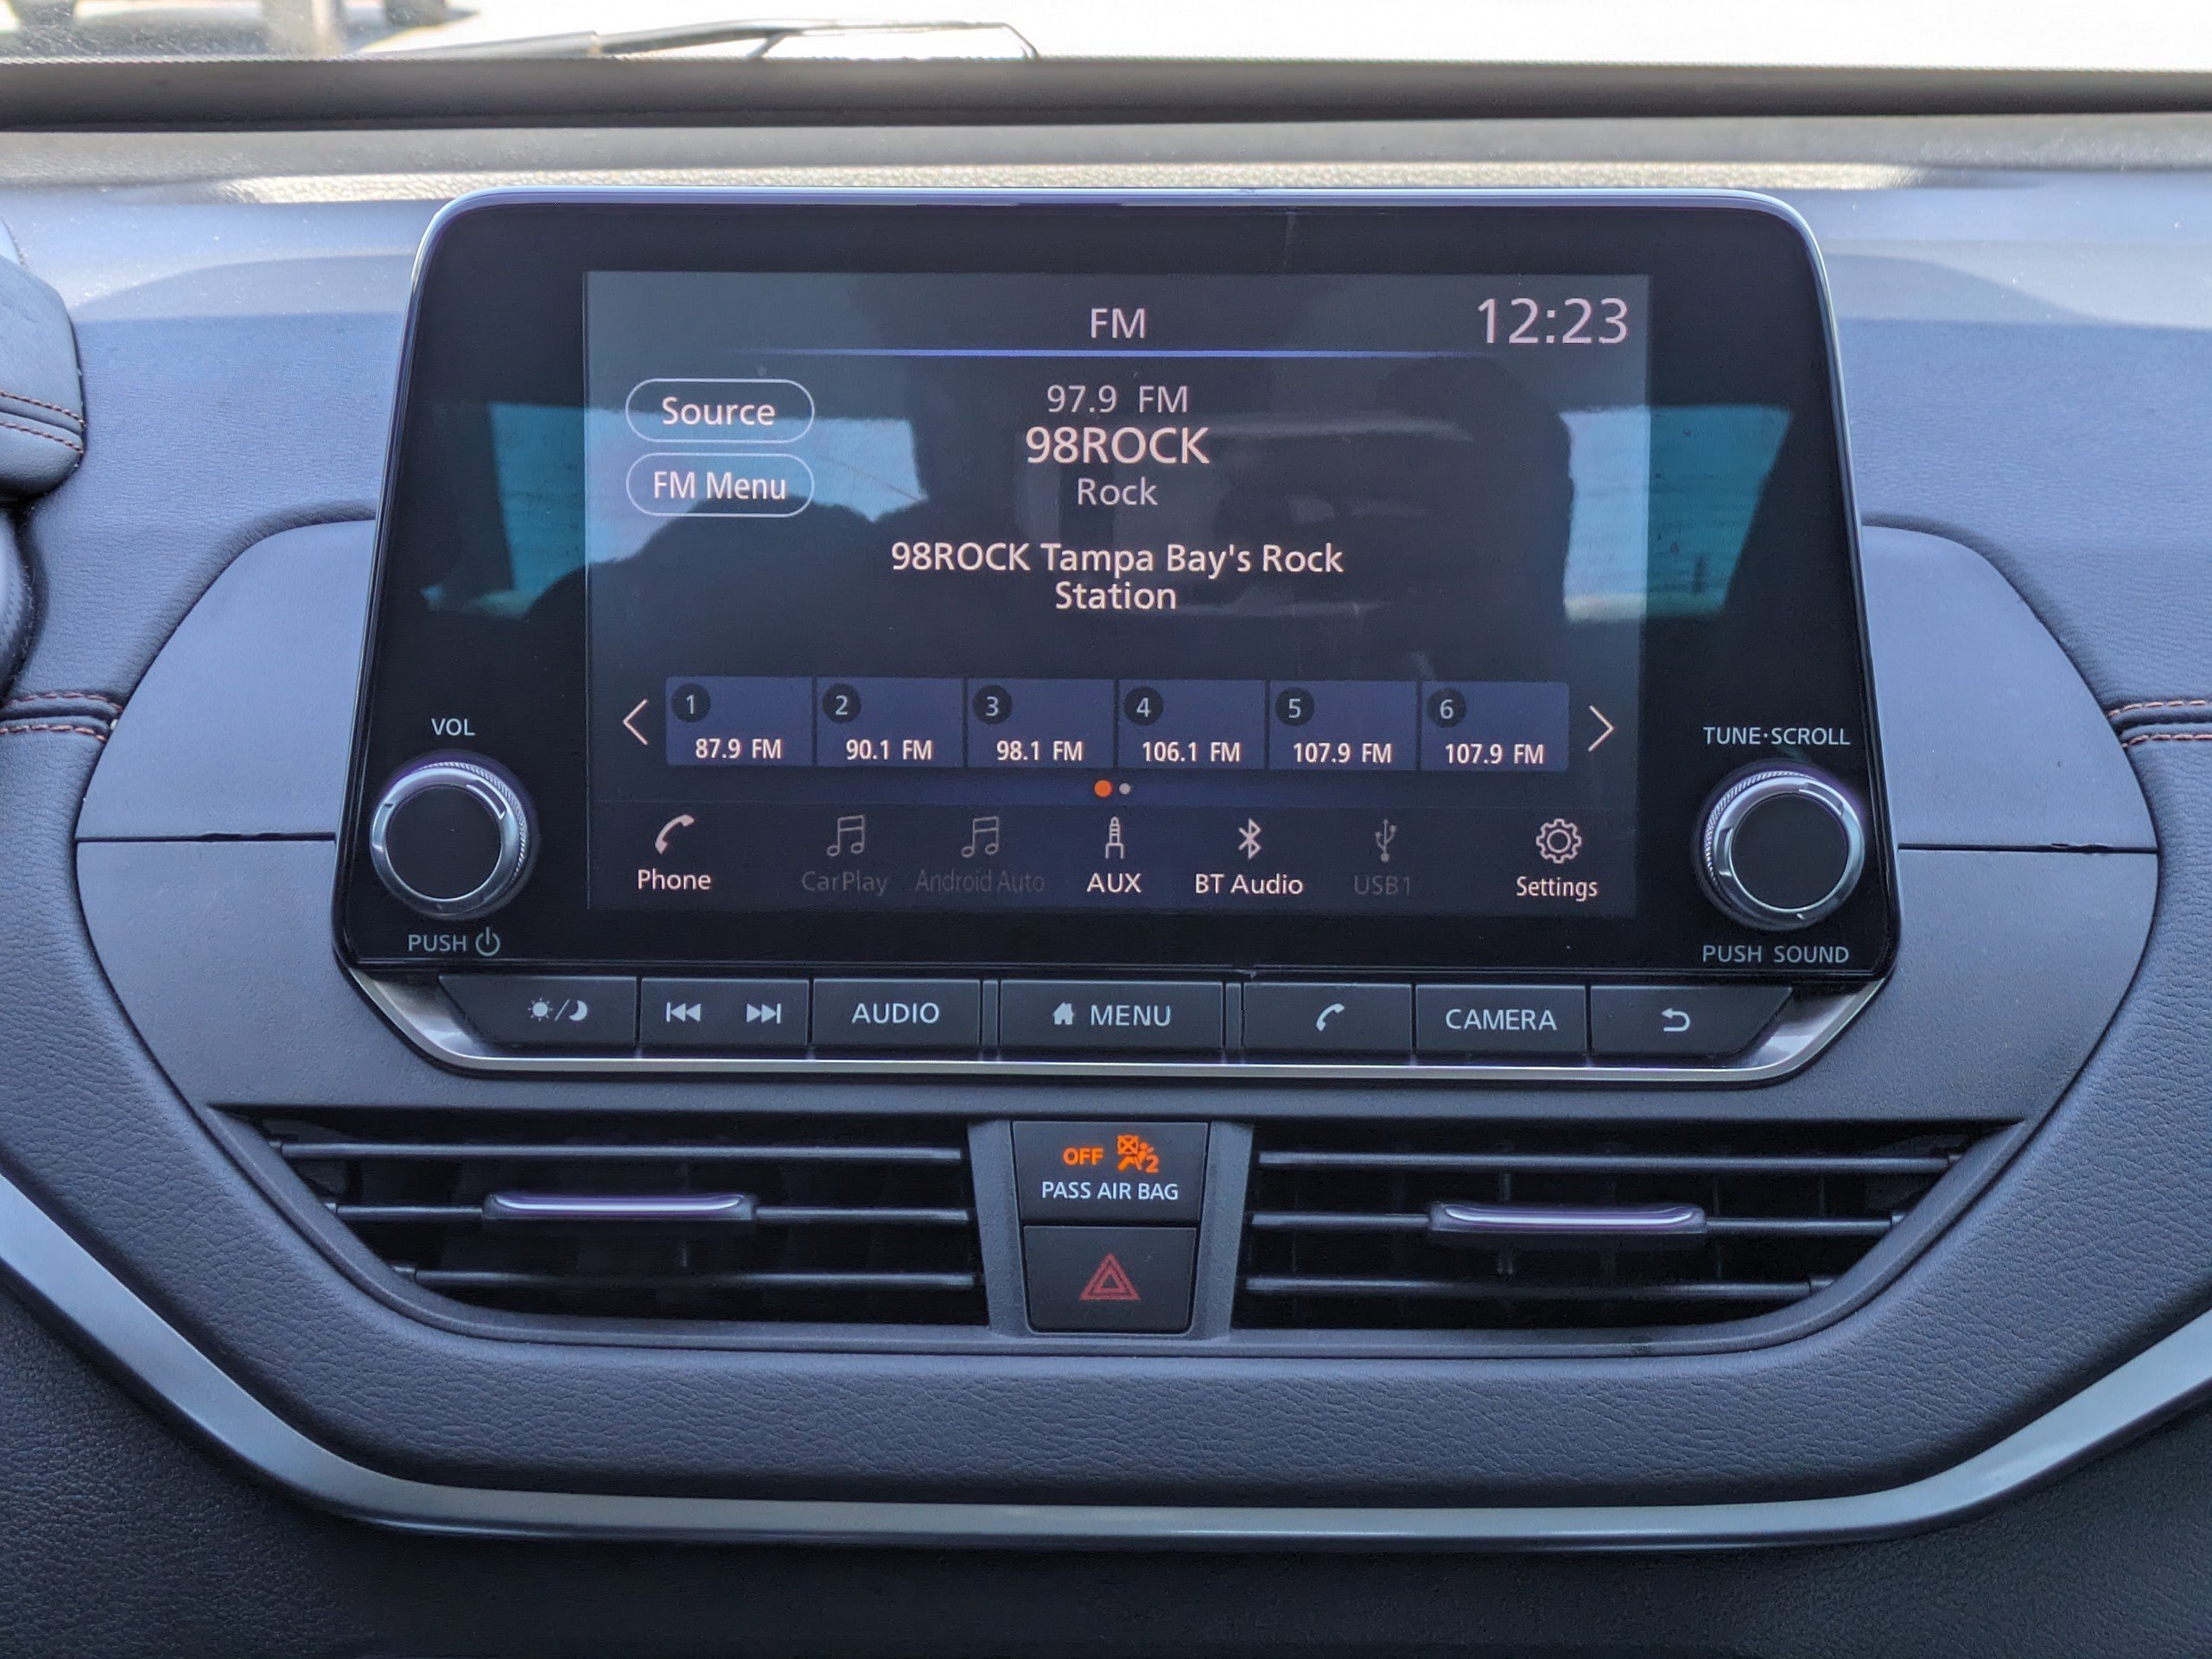 FM
12:23
Source
97.9 FM
98ROCK
FM Menu
Rock
98ROCK Tampa Bay's Rock
Station
1
2
3
4
5
6
87.9 FM
90.1 FM
98.1 FM
106.1 FM
107.9 FM
107.9 FM
VOL
TUNE·SCROLL
Phone
CarPlay
Android Auto
AUX
BT Audio
USB1
Settings
PUSH
PUSH SOUND
AUDIO
MENU
CAMERA
OFF 2
PASS AIR BAG